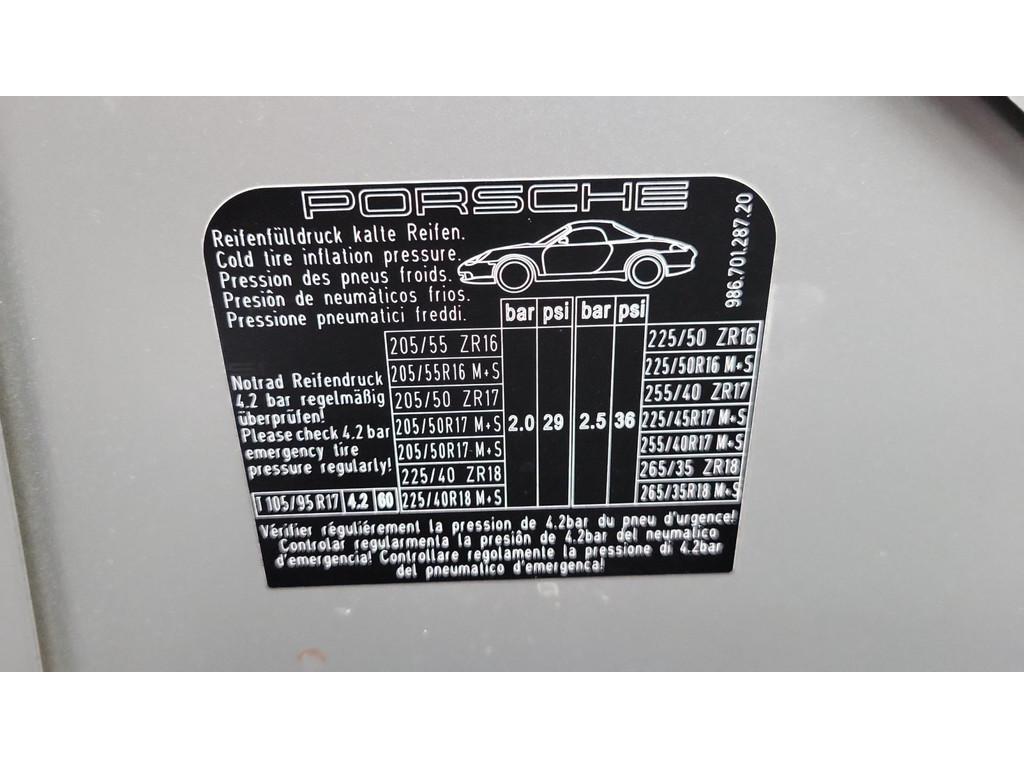 PORSCHE
986.701.287.20
Reifenfülldruck kalte Reifen.
Cold tire inflation pressure.
Pression des pneus froids.
Presiôn de neumàlicos frios.
Pressione pneumatici freddi.
bar psi bar psi
205/55 ZR16 225/50 ZR16
205/55R16 M+S 225/50R16 M+S
205/50 ZR17 255/40 ZR17
205/50R17 M+S 2.0 29 2.5 36 225/45R17 M+S
205/50R17 M+S 255/40R17 M+S
225/40 ZR18 265/35 ZR18
225/40R18 M+S 265/35R18 M+S
Notrad Reifendruck
4.2 bar regelmäßig
überprüfen!
Please check 4.2 bar
emergency tire
pressure regularly!
T 105/95 R17 4.2 60
Vérifier réguliérement la pression de 4.2bar du pneu d'urgence!
Controlar regularmenta la presiôn de 4.2bar del neumatico
d'emergencia! Controllare regolamente la pressione di 4.2bar
del pneumatico d'emergenca!